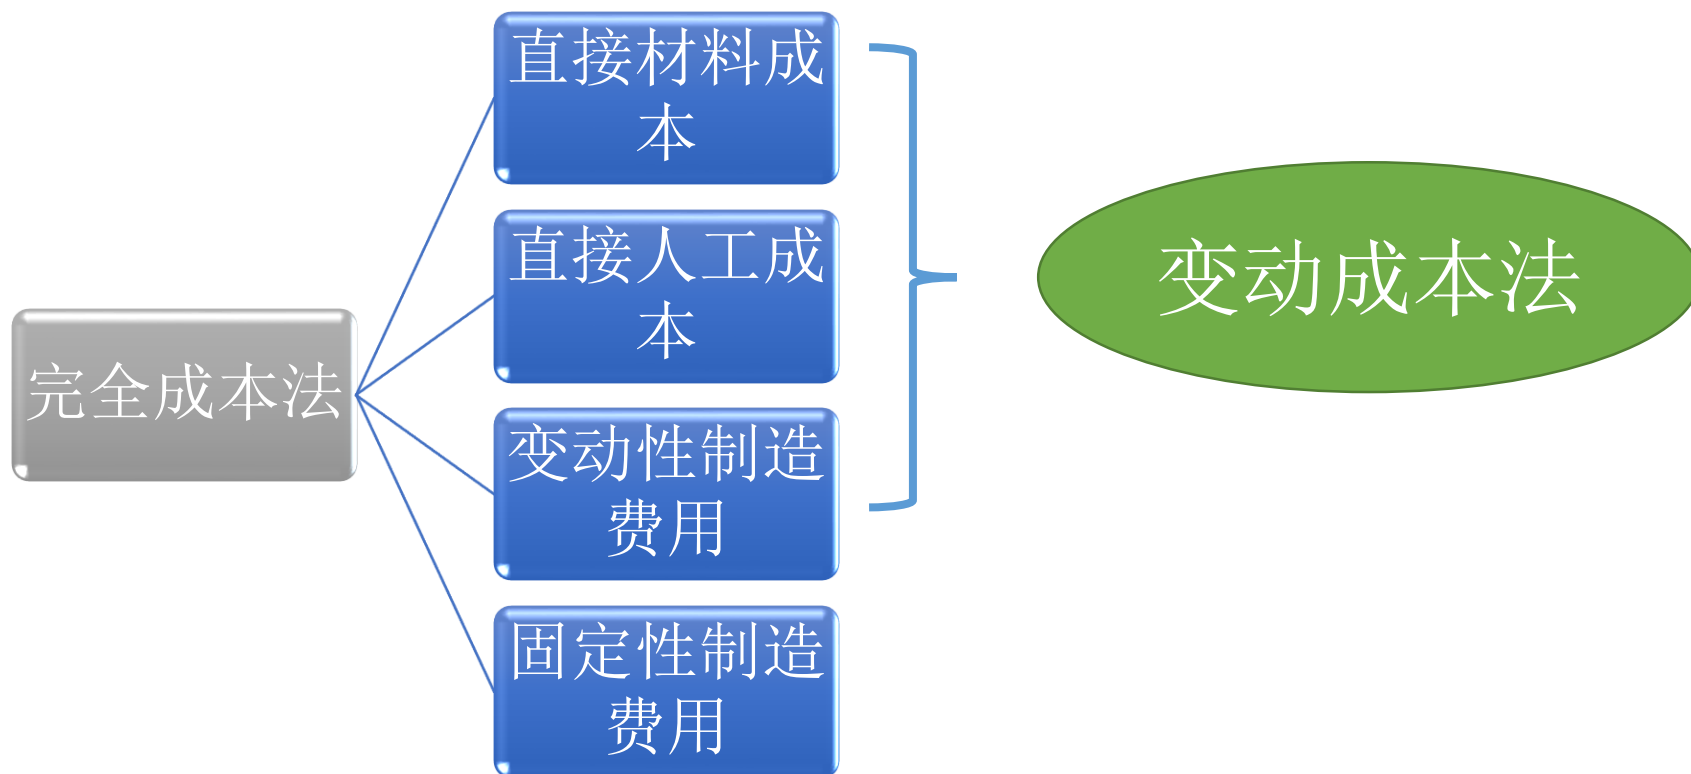 直接材料成
本
直接人工成
本
完全成本法
变动性制造
费用
固定性制造
费用
变动成本法